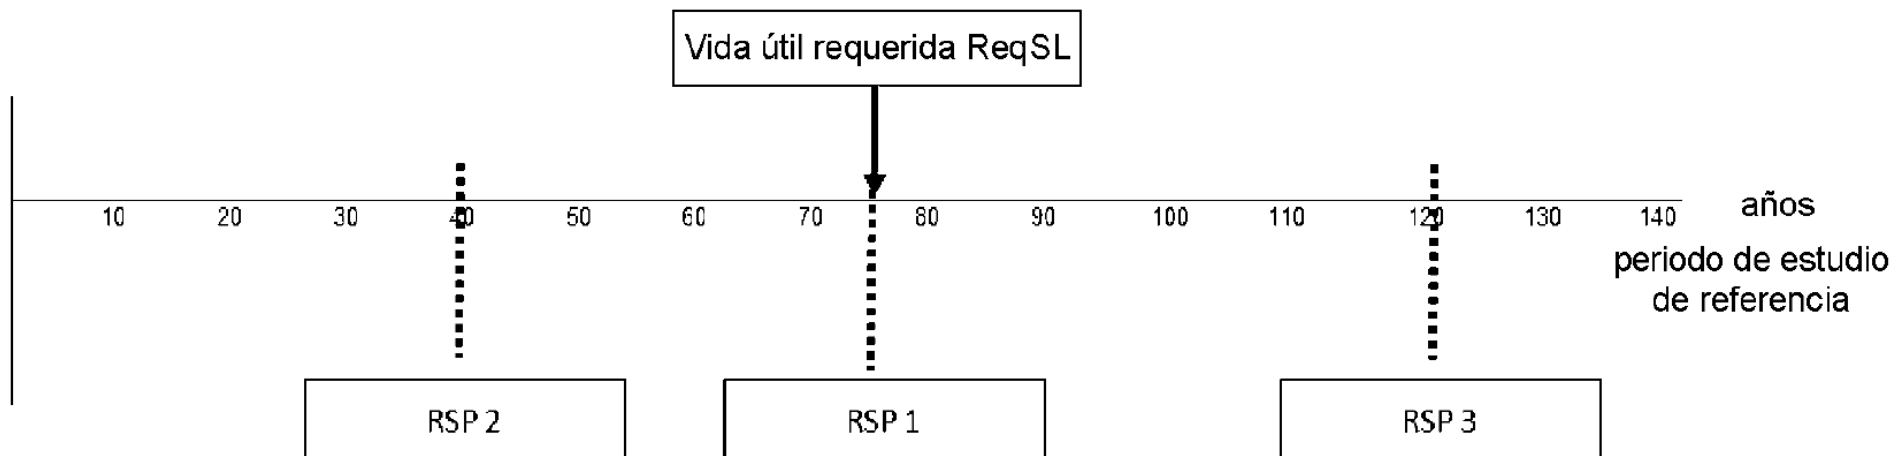 Vida útil requerida ReqSL
10 20 30 40 50 60 70 80 90 100 110 120 130 140
años
periodo de estudio
de referencia
RSP 2 RSP 1 RSP 3